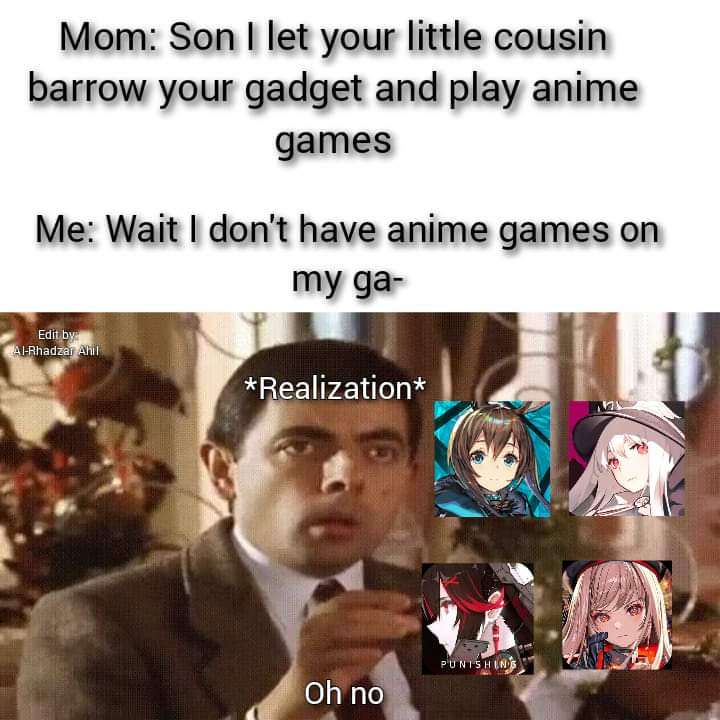 Mom: Son I let your little cousin
barrow your gadget and play anime
games
Me: Wait I don't have anime games on
my ga-
Edit by:
Al-Rhadzar Ahil
*Realization*
PUNISHING
Oh no